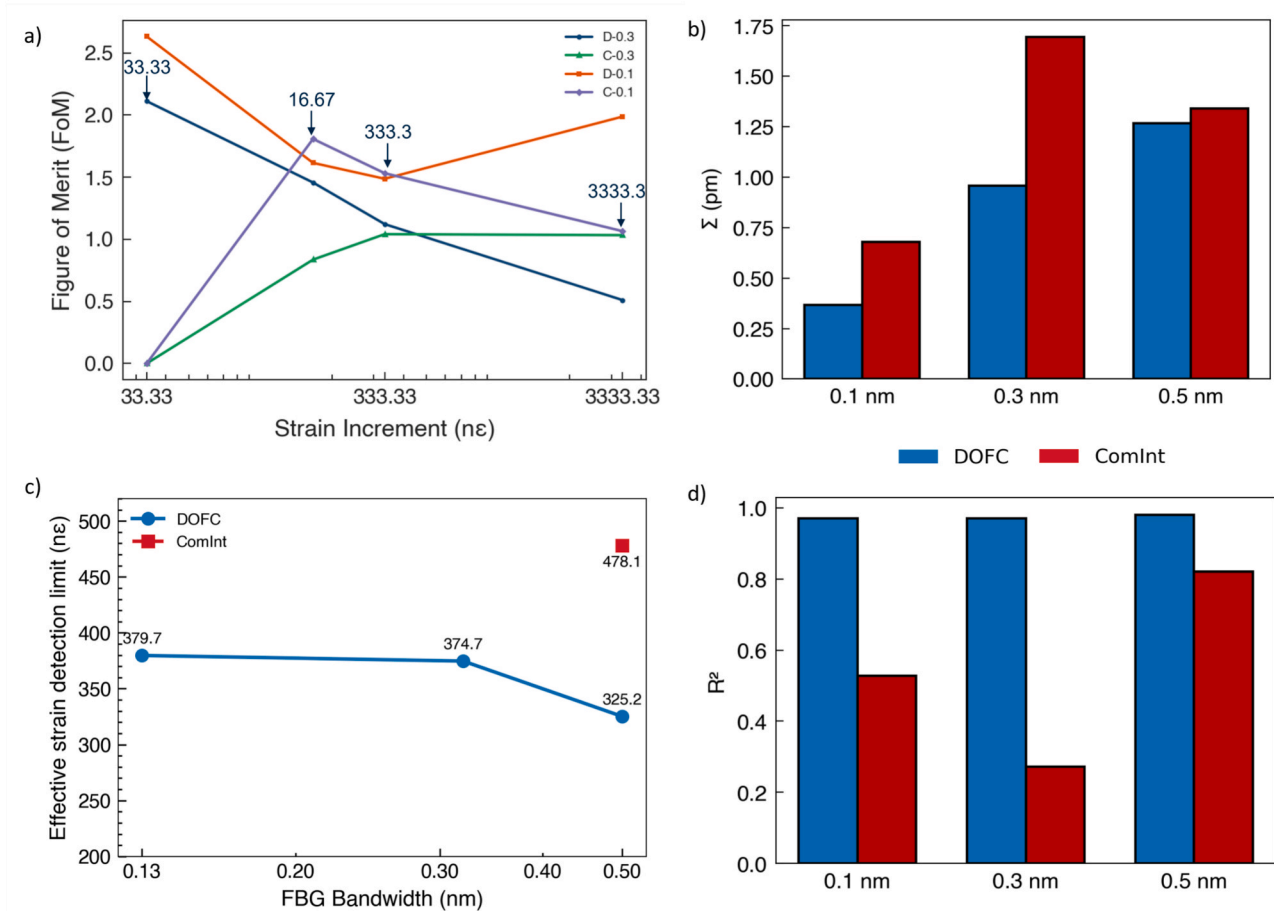 a)
Figure of Merit (FoM)
2.5
2.0
1.5
1.0
0.5
0.0
33.33
16.67
333.3
3333.3
D-0.3
C-0.3
D-0.1
C-0.1
33.33 333.33 3333.33
Strain Increment (nε)
b)
Σ (pm)
1.75
1.50
1.25
1.00
0.75
0.50
0.25
0.00
0.1 nm 0.3 nm 0.5 nm
DOFC ComInt
c)
Effective strain detection limit (nε)
500
450
400
350
300
250
200
DOFC
ComInt
478.1
379.7
374.7
325.2
0.13 0.20 0.30 0.40 0.50
FBG Bandwidth (nm)
d)
R²
1.0
0.8
0.6
0.4
0.2
0.0
0.1 nm 0.3 nm 0.5 nm